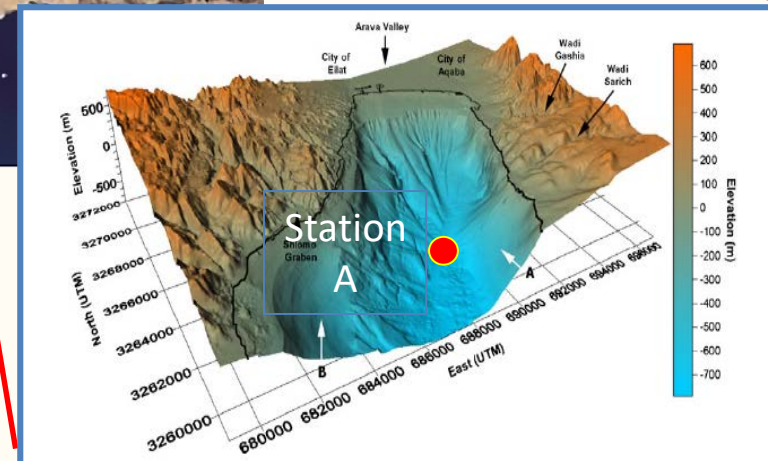 Arava Valley
City of
Eilat
City of
Aqaba
Wadi
Gashia
Wadi
Sarich
Elevation (m)
500
0
-500
North (UTM)
3272000
3270000
3268000
3266000
3264000
3262000
3260000
Station
A
Shlomo
Graben
A
B
680000
682000
684000
686000
688000
690000
692000
694000
696000
East (UTM)
600
500
400
300
200
100
0
-100
-200
-300
-400
-500
-600
-700
Elevation (m)